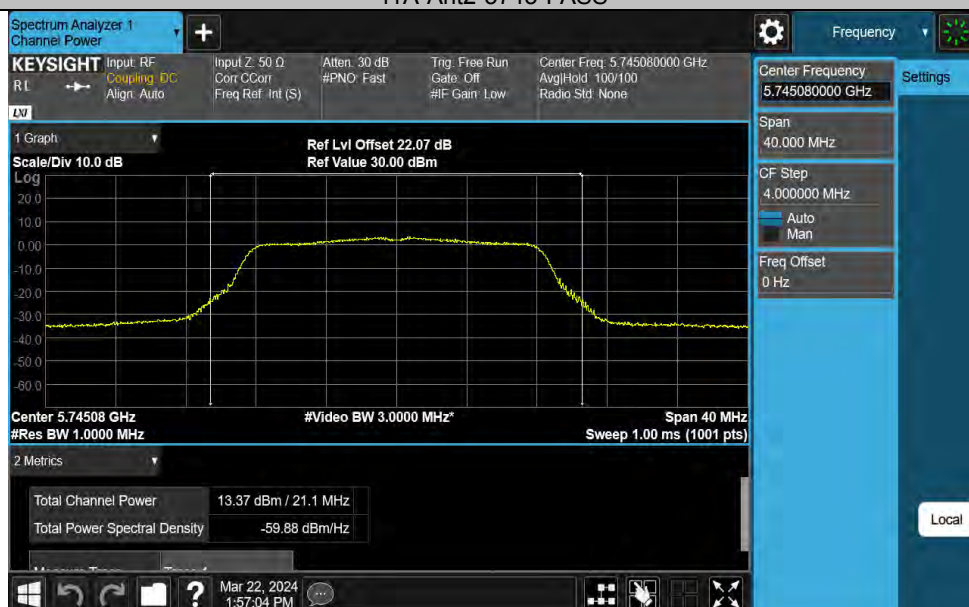 Spectrum Analyzer 1
Channel Power
+
Frequency
KEYSIGHT
R L
LXI
Input: RF
Coupling: DC
Align: Auto
Input Z: 50 Ω
Corr CCorr
Freq Ref: Int (S)
Atten: 30 dB
#PNO: Fast
Trig: Free Run
Gate: Off
#IF Gain: Low
Center Freq: 5.745080000 GHz
Avg|Hold: 100/100
Radio Std: None
Center Frequency
5.745080000 GHz
Settings
Span
40.000 MHz
CF Step
4.000000 MHz
Auto
Man
Freq Offset
0 Hz
Local
1 Graph
Scale/Div 10.0 dB
Ref Lvl Offset 22.07 dB
Ref Value 30.00 dBm
Log
20.0
10.0
0.00
-10.0
-20.0
-30.0
-40.0
-50.0
-60.0
Center 5.74508 GHz
#Video BW 3.0000 MHz*
Span 40 MHz
#Res BW 1.0000 MHz
Sweep 1.00 ms (1001 pts)
2 Metrics
Total Channel Power 13.37 dBm / 21.1 MHz
Total Power Spectral Density -59.88 dBm/Hz
?
Mar 22, 2024
1:57:04 PM